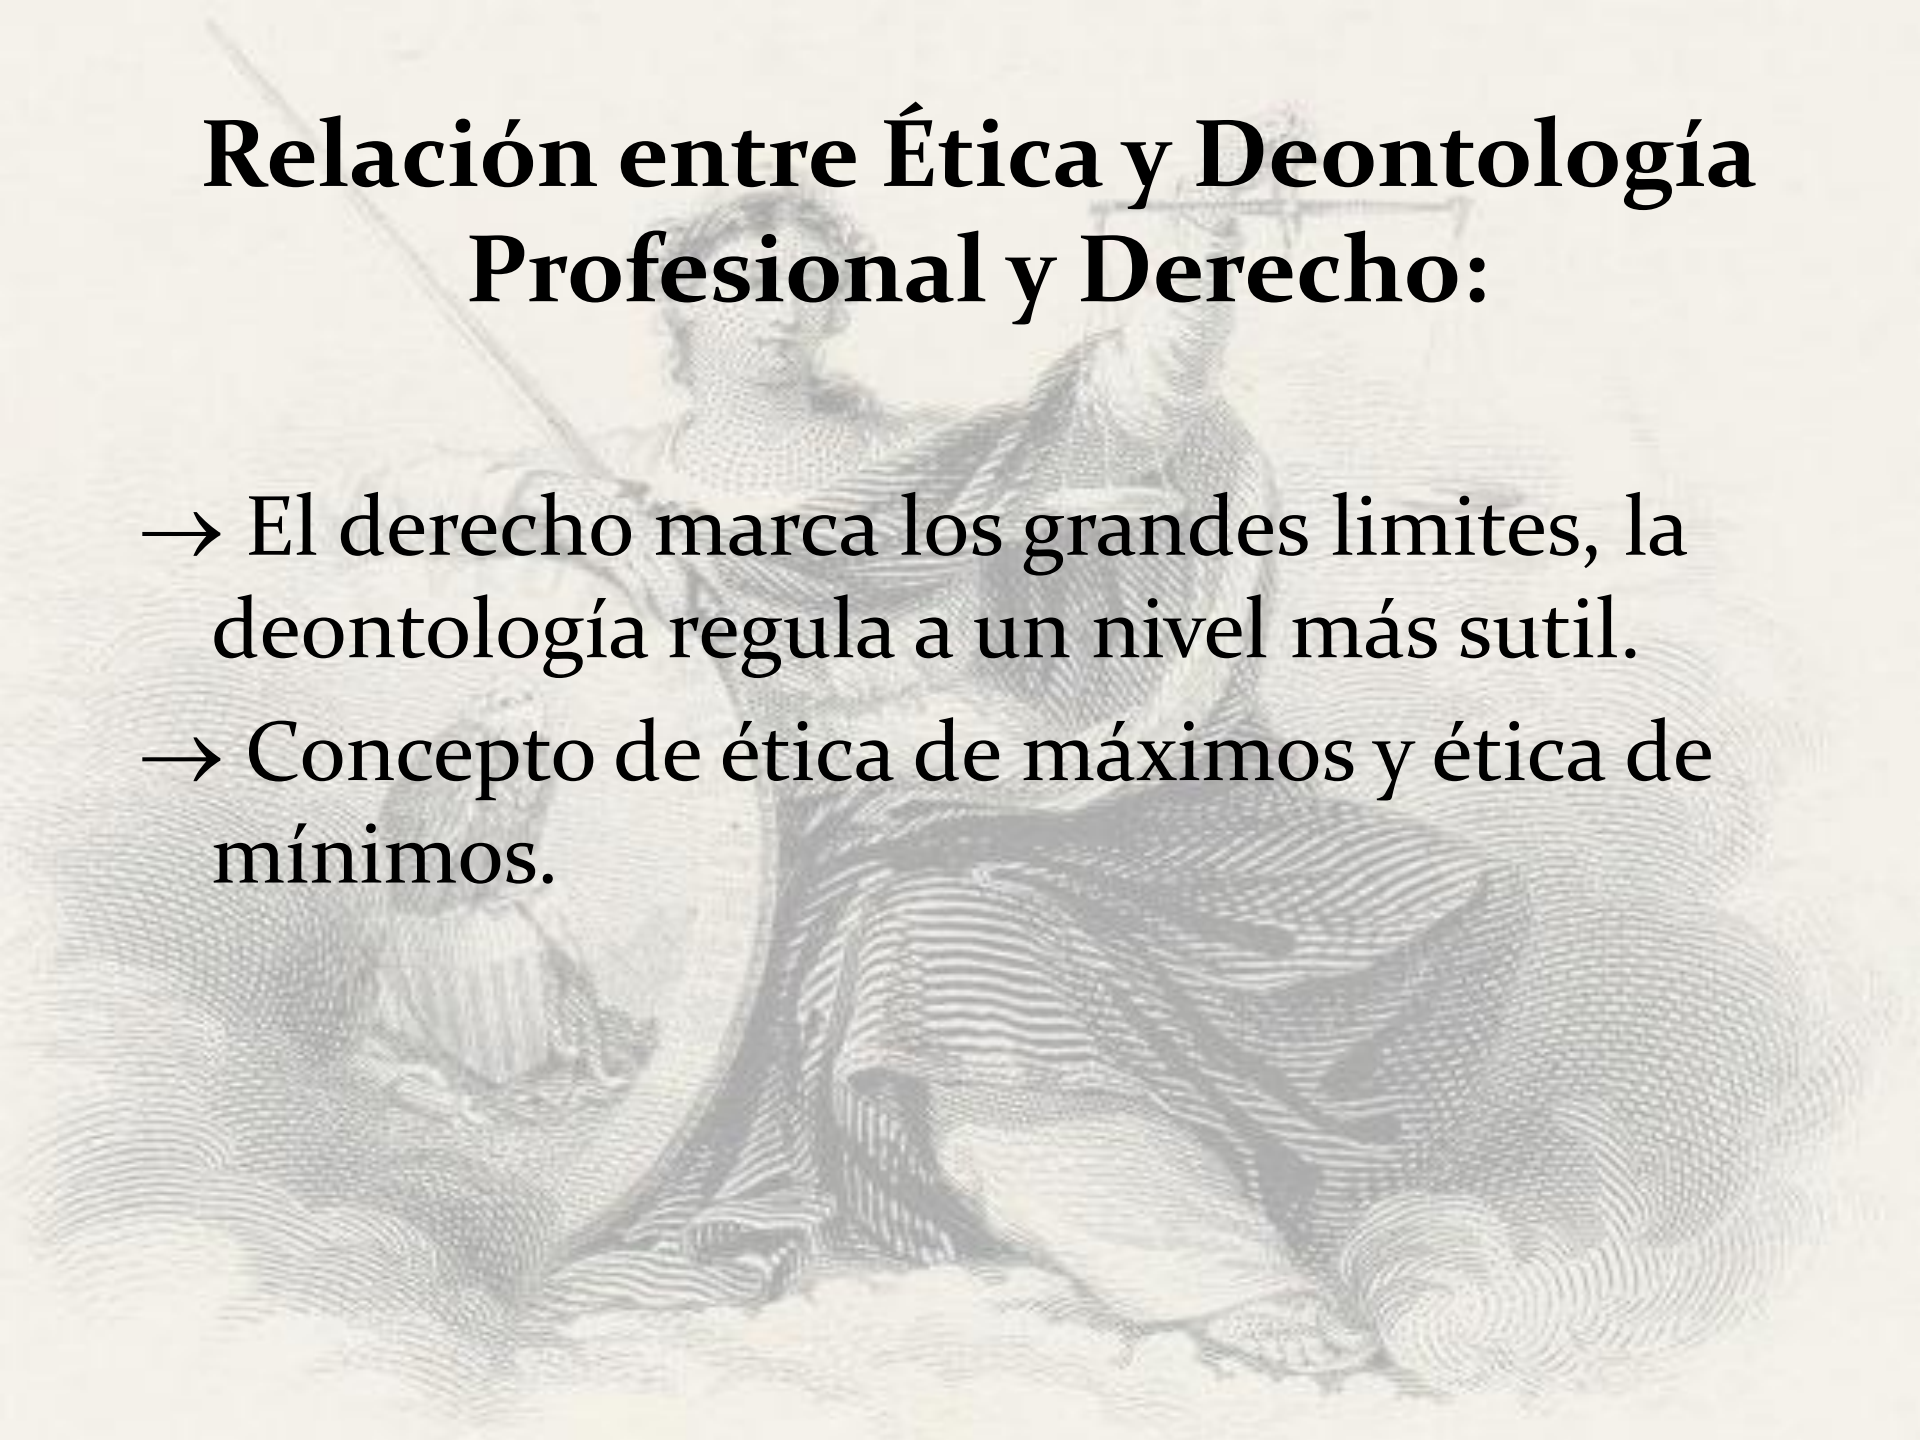 Relación entre Ética y Deontología
Profesional y Derecho:
→ El derecho marca los grandes limites, la
deontología regula a un nivel más sutil.
→ Concepto de ética de máximos y ética de
mínimos.